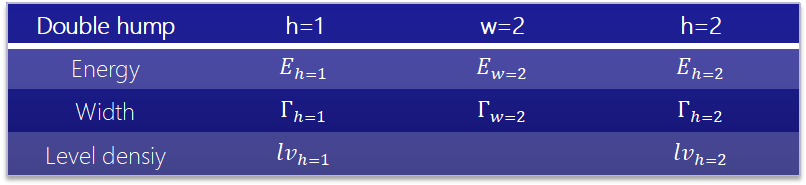 Double hump h=1 w=2 h=2
Energy E_{h=1} E_{w=2} E_{h=2}
Width Γ_{h=1} Γ_{w=2} Γ_{h=2}
Level densiy lv_{h=1} lv_{h=2}